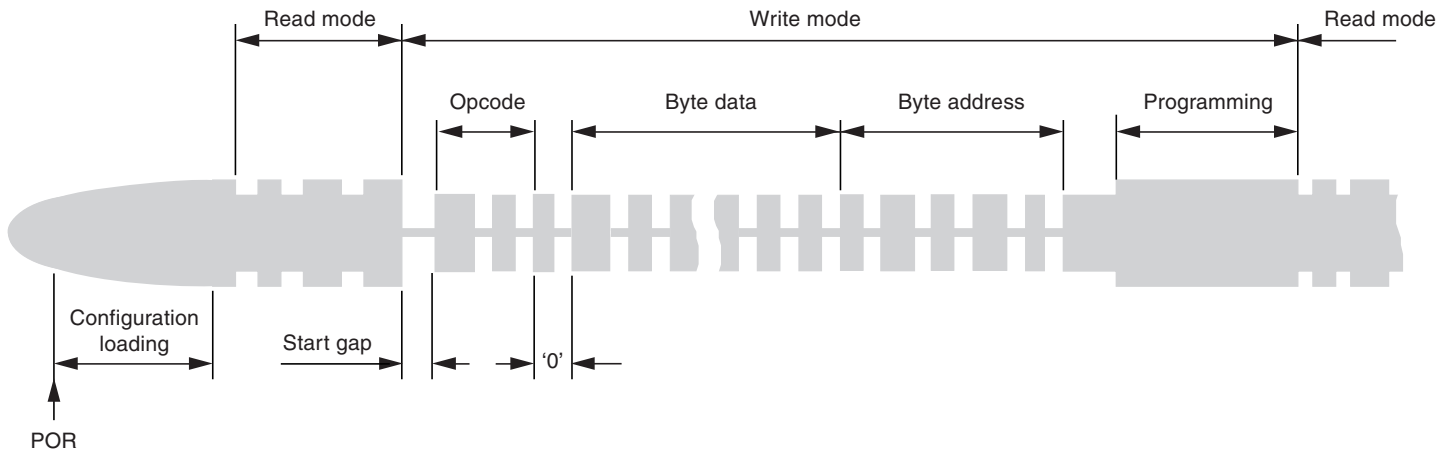 Read mode
Write mode
Read mode
Opcode
Byte data
Byte address
Programming
Configuration
loading
Start gap
‘0’
POR